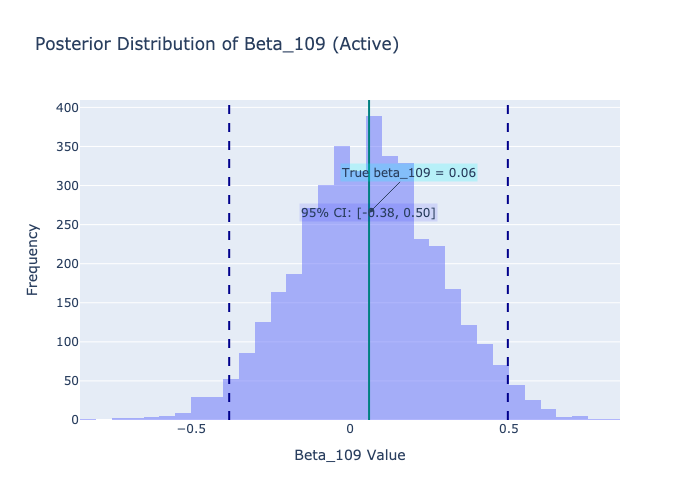 Posterior Distribution of Beta_109 (Active)
400
350
300
250
200
150
100
50
0
Frequency
True beta_109 = 0.06
95% CI: [-0.38, 0.50]
−0.5
0
0.5
Beta_109 Value